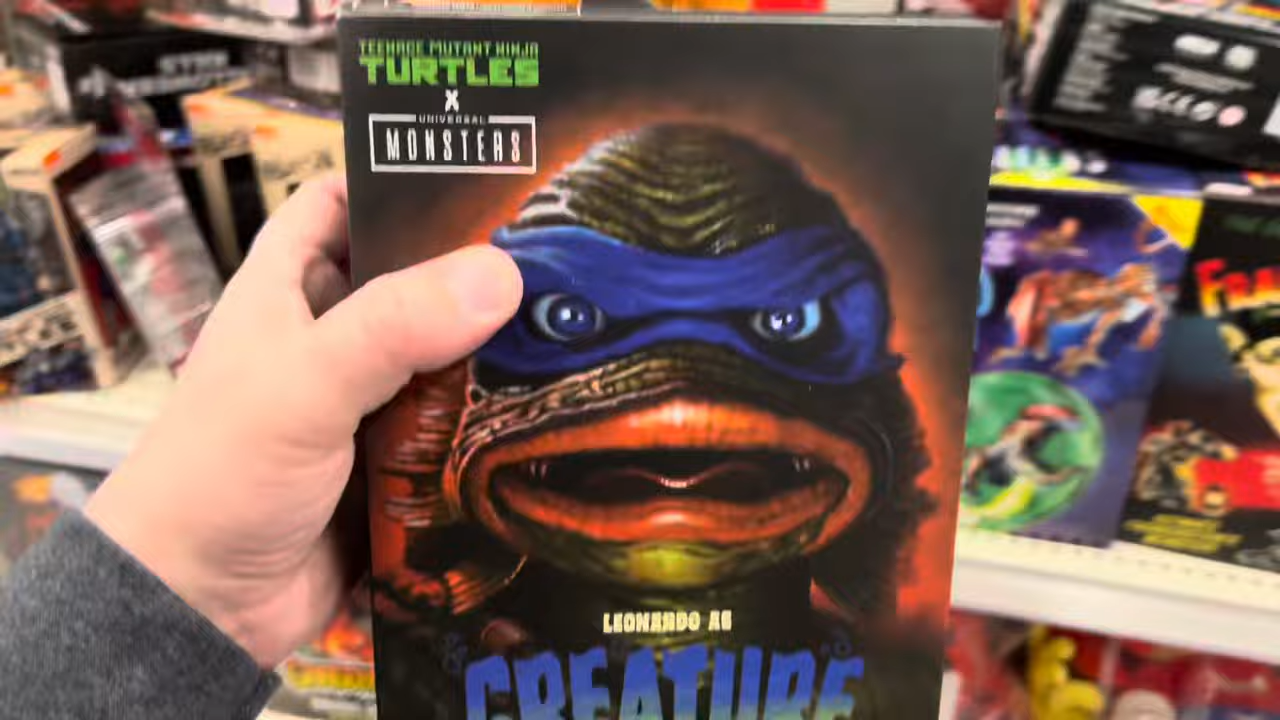 TEENAGE MUTANT NINJA
TURTLES
X
UNIVERSAL
MONSTERS
LEONARDO AS
CREATURE